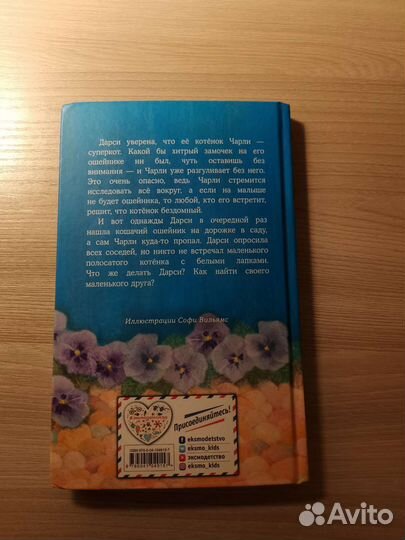 Дарси уверена, что её котёнок Чарли —
суперкот. Какой бы хитрый замочек на его
ошейнике ни был, чуть оставишь без
внимания — и Чарли уже разгуливает без него.
Это очень опасно, ведь Чарли стремится
исследовать всё вокруг, а если на малыше
не будет ошейника, то любой, кто его встретит,
решит, что котёнок бездомный.
И вот однажды Дарси в очередной раз
нашла кошачий ошейник на дорожке в саду,
а сам Чарли куда-то пропал. Дарси опросила
всех соседей, но никто не встречал маленького
полосатого котёнка с белыми лапками.
Что же делать Дарси? Как найти своего
маленького друга?
Иллюстрации Софи Вильямс
Присоединяйтесь!
eksmodetstvo
eksmo_kids
эксмодетство
eksmo_kids
Avito